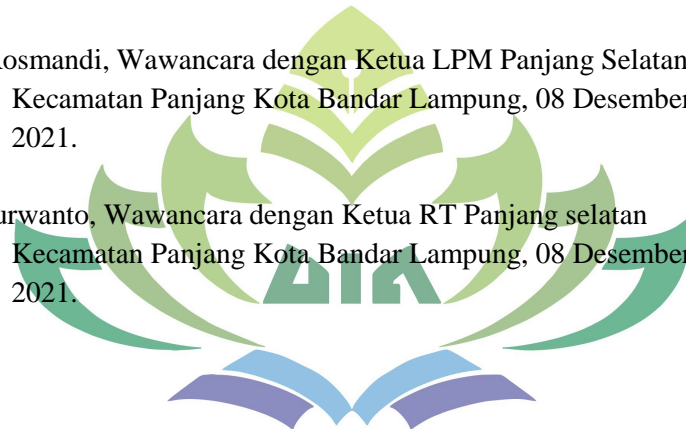 osmandi, Wawancara dengan Ketua LPM Panjang Selatan
Kecamatan Panjang Kota Bandar Lampung, 08 Desember
2021.
urwanto, Wawancara dengan Ketua RT Panjang selatan
Kecamatan Panjang Kota Bandar Lampung, 08 Desember
2021.